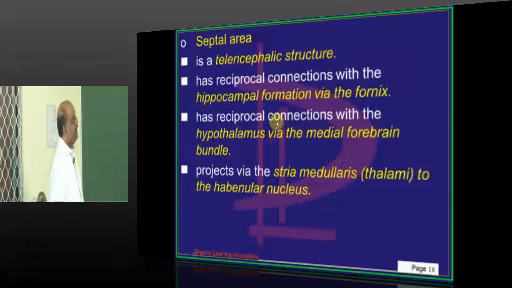 Septal area
is a telencephalic structure.
has reciprocal connections with the
hippocampal formation via the fornix.
has reciprocal connections with the
hypothalamus via the medial forebrain
bundle.
projects via the stria medullaris (thalami) to
the habenular nucleus.
Organic Learning
Page 18